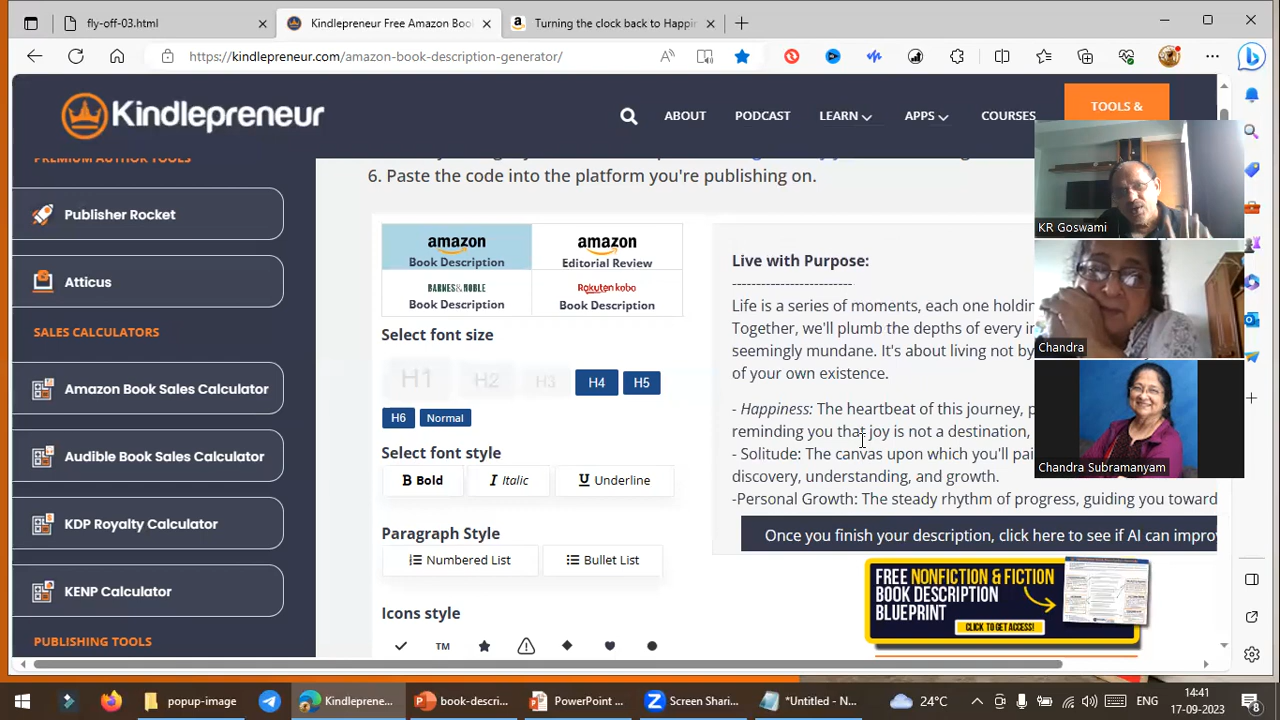 fly-off-03.html
Kindlepreneur Free Amazon Boo
Turning the clock back to Happin
https://kindlepreneur.com/amazon-book-description-generator/
Kindlepreneur
ABOUT
PODCAST
LEARN
APPS
COURSES
TOOLS &
PREMIUM AUTHOR TOOLS
Publisher Rocket
Atticus
SALES CALCULATORS
Amazon Book Sales Calculator
Audible Book Sales Calculator
KDP Royalty Calculator
KENP Calculator
PUBLISHING TOOLS
6. Paste the code into the platform you're publishing on.
amazon
Book Description
amazon
Editorial Review
BARNES & NOBLE
Book Description
Rakuten kobo
Book Description
Select font size
H1
H2
H3
H4
H5
H6
Normal
Select font style
B Bold
I Italic
U Underline
Paragraph Style
Numbered List
Bullet List
Icons style
TM
Live with Purpose:
------------------------
Life is a series of moments, each one holdin
Together, we'll plumb the depths of every in
seemingly mundane. It's about living not by
of your own existence.
- Happiness: The heartbeat of this journey, p
reminding you that joy is not a destination,
- Solitude: The canvas upon which you'll pai
discovery, understanding, and growth.
-Personal Growth: The steady rhythm of progress, guiding you toward
Once you finish your description, click here to see if AI can improv
FREE NONFICTION & FICTION
BOOK DESCRIPTION
BLUEPRINT
CLICK TO GET ACCESS!
KR Goswami
Chandra
Chandra Subramanyam
popup-image
Kindleprene...
book-descri...
PowerPoint ...
Screen Shari...
*Untitled - N...
24°C
ENG
14:41
17-09-2023
8